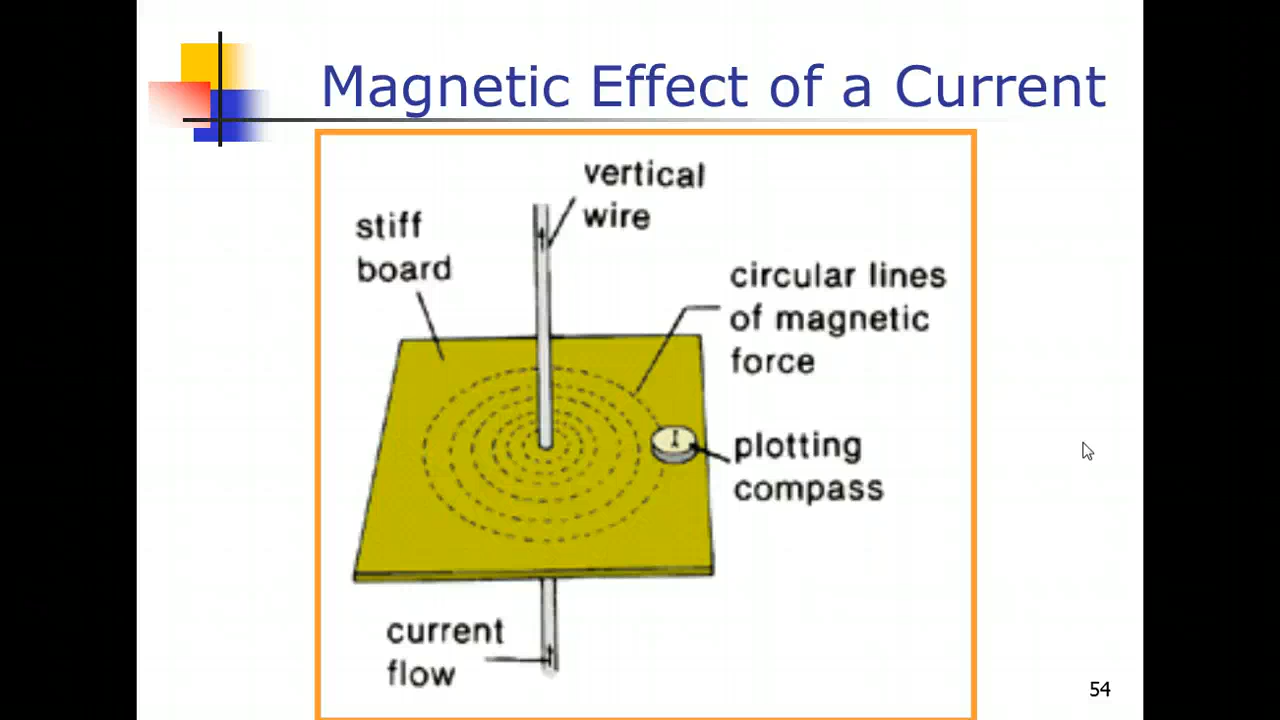 Magnetic Effect of a Current
vertical
wire
stiff
board
circular lines
of magnetic
force
plotting
compass
current
flow
54